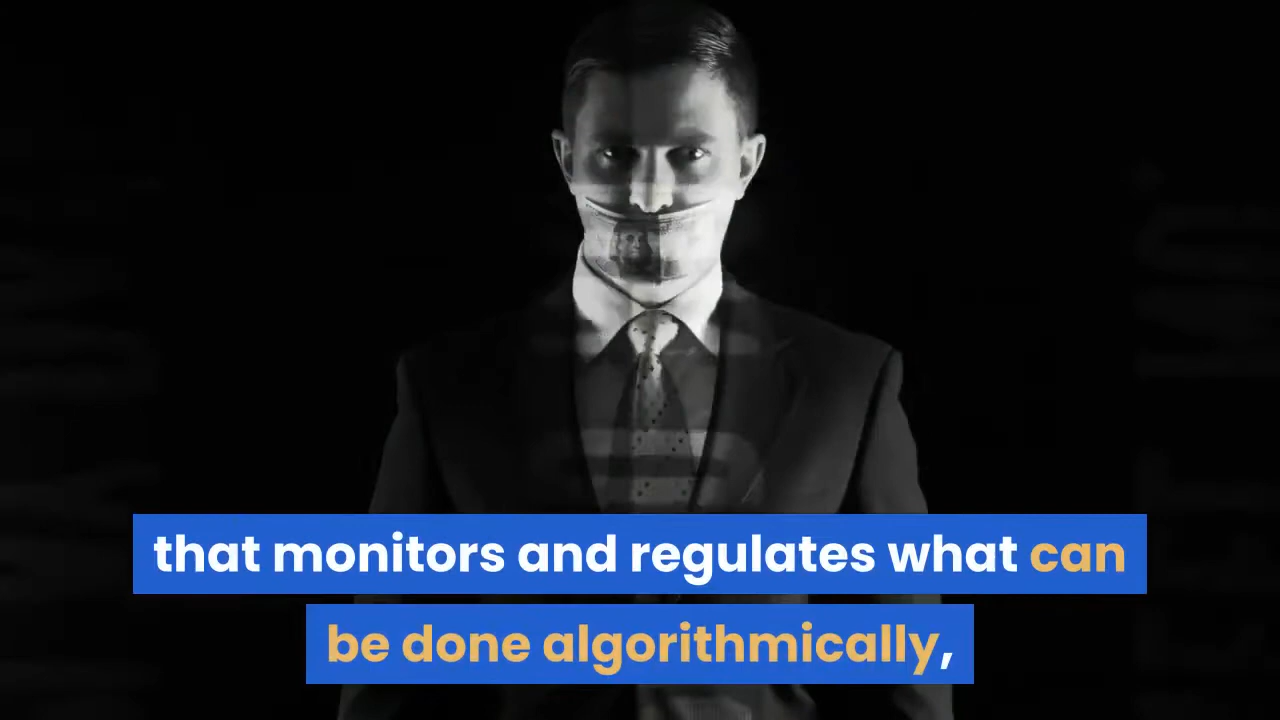 that monitors and regulates what can
be done algorithmically,